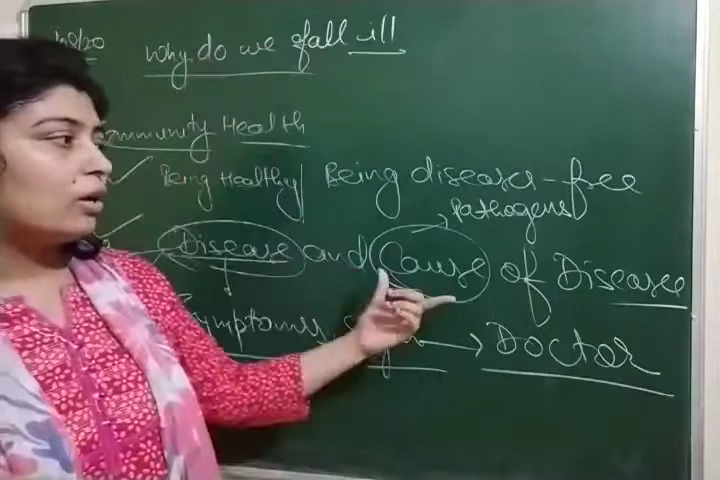 Why do we fall ill
Community Health
Being Healthy Being disease-free
Pathogens
Disease and Cause of Disease
Symptoms, → Doctor